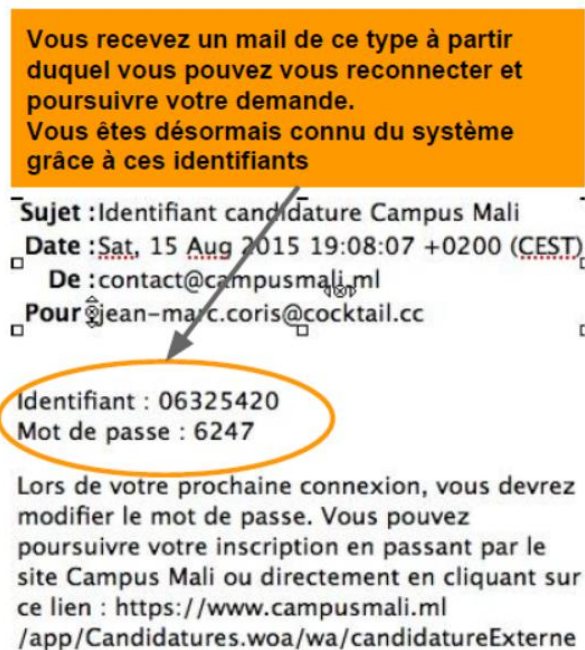 Vous recevez un mail de ce type à partir
duquel vous pouvez vous reconnecter et
poursuivre votre demande.
Vous êtes désormais connu du système
grâce à ces identifiants
Sujet :Identifiant candidature Campus Mali
Date :Sat, 15 Aug 2015 19:08:07 +0200 (CEST)
De :contact@campusmali.ml
Pour :jean-marc.coris@cocktail.cc
Identifiant : 06325420
Mot de passe : 6247
Lors de votre prochaine connexion, vous devrez
modifier le mot de passe. Vous pouvez
poursuivre votre inscription en passant par le
site Campus Mali ou directement en cliquant sur
ce lien : https://www.campusmali.ml
/app/Candidatures.woa/wa/candidatureExterne